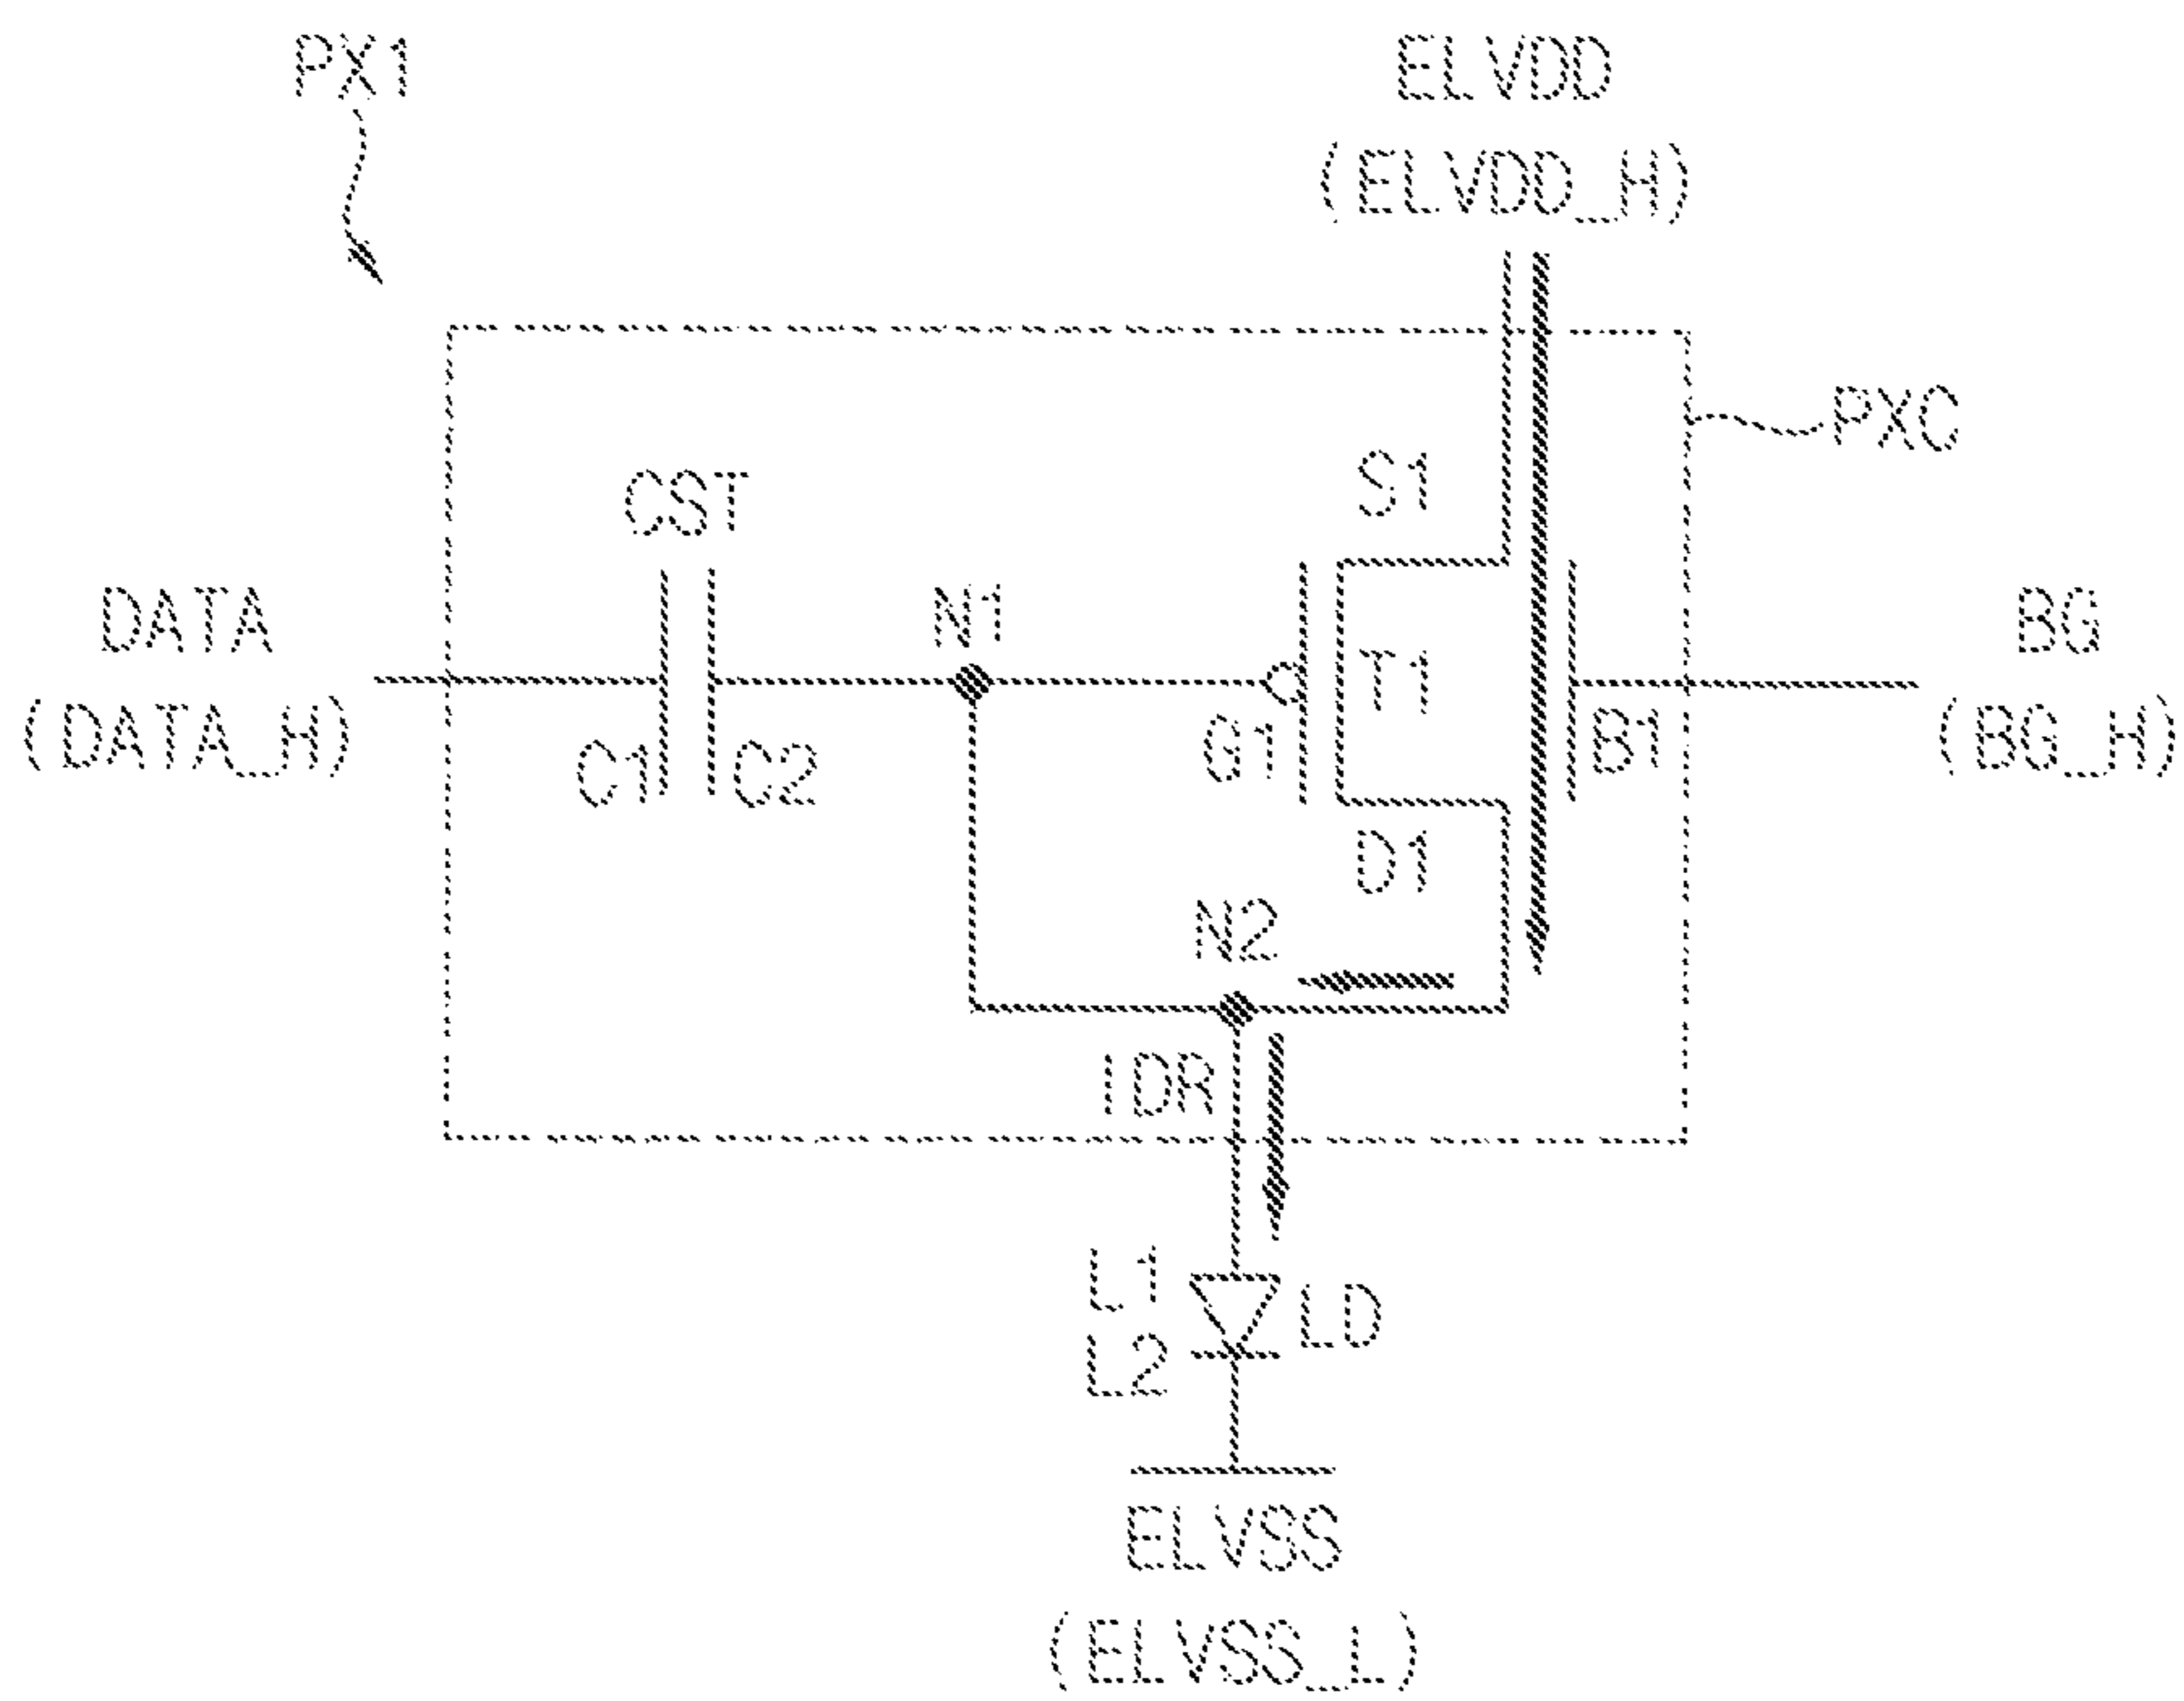 PX1
ELVDD
(ELVDD_H)
PXC
CST
S1
DATA
(DATA_H)
N1
T1
BG
(BG_H)
C1
C2
G1
B1
D1
N2
IDR
L1
LD
L2
ELVSS
(ELVSS_L)